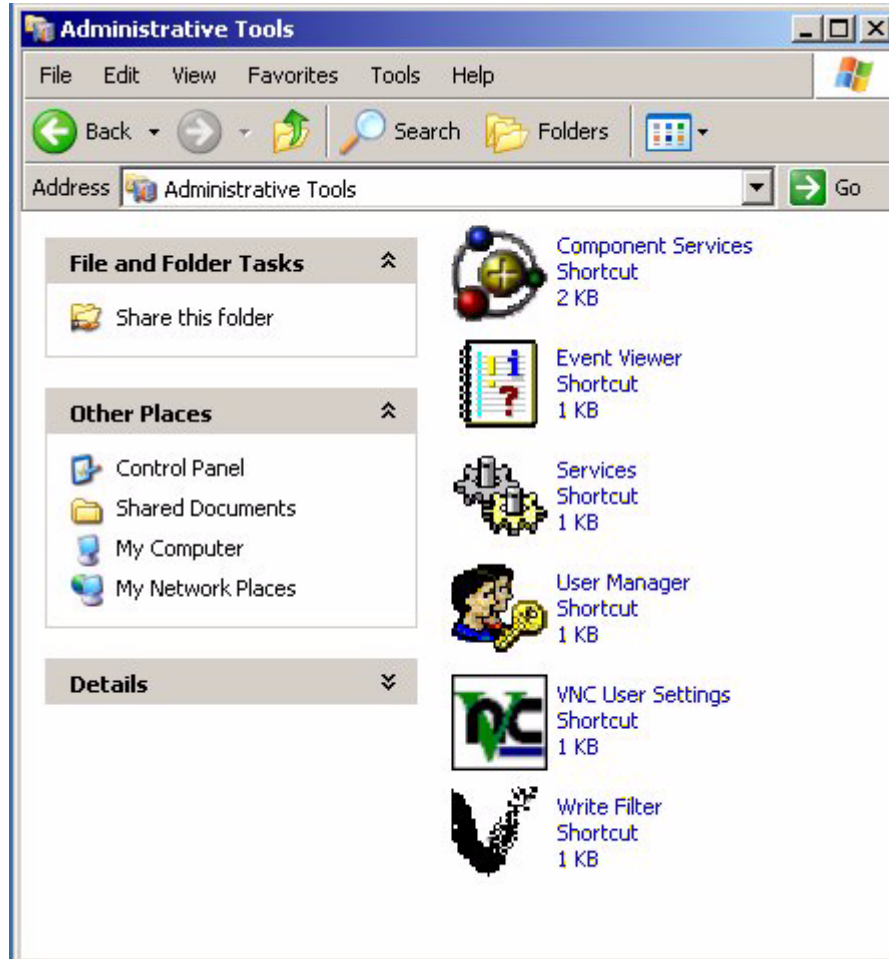 Administrative Tools
File Edit View Favorites Tools Help
Back Search Folders
Address Administrative Tools Go
File and Folder Tasks
Share this folder
Other Places
Control Panel
Shared Documents
My Computer
My Network Places
Details
Component Services
Shortcut
2 KB
Event Viewer
Shortcut
1 KB
Services
Shortcut
1 KB
User Manager
Shortcut
1 KB
VNC
VNC User Settings
Shortcut
1 KB
Write Filter
Shortcut
1 KB